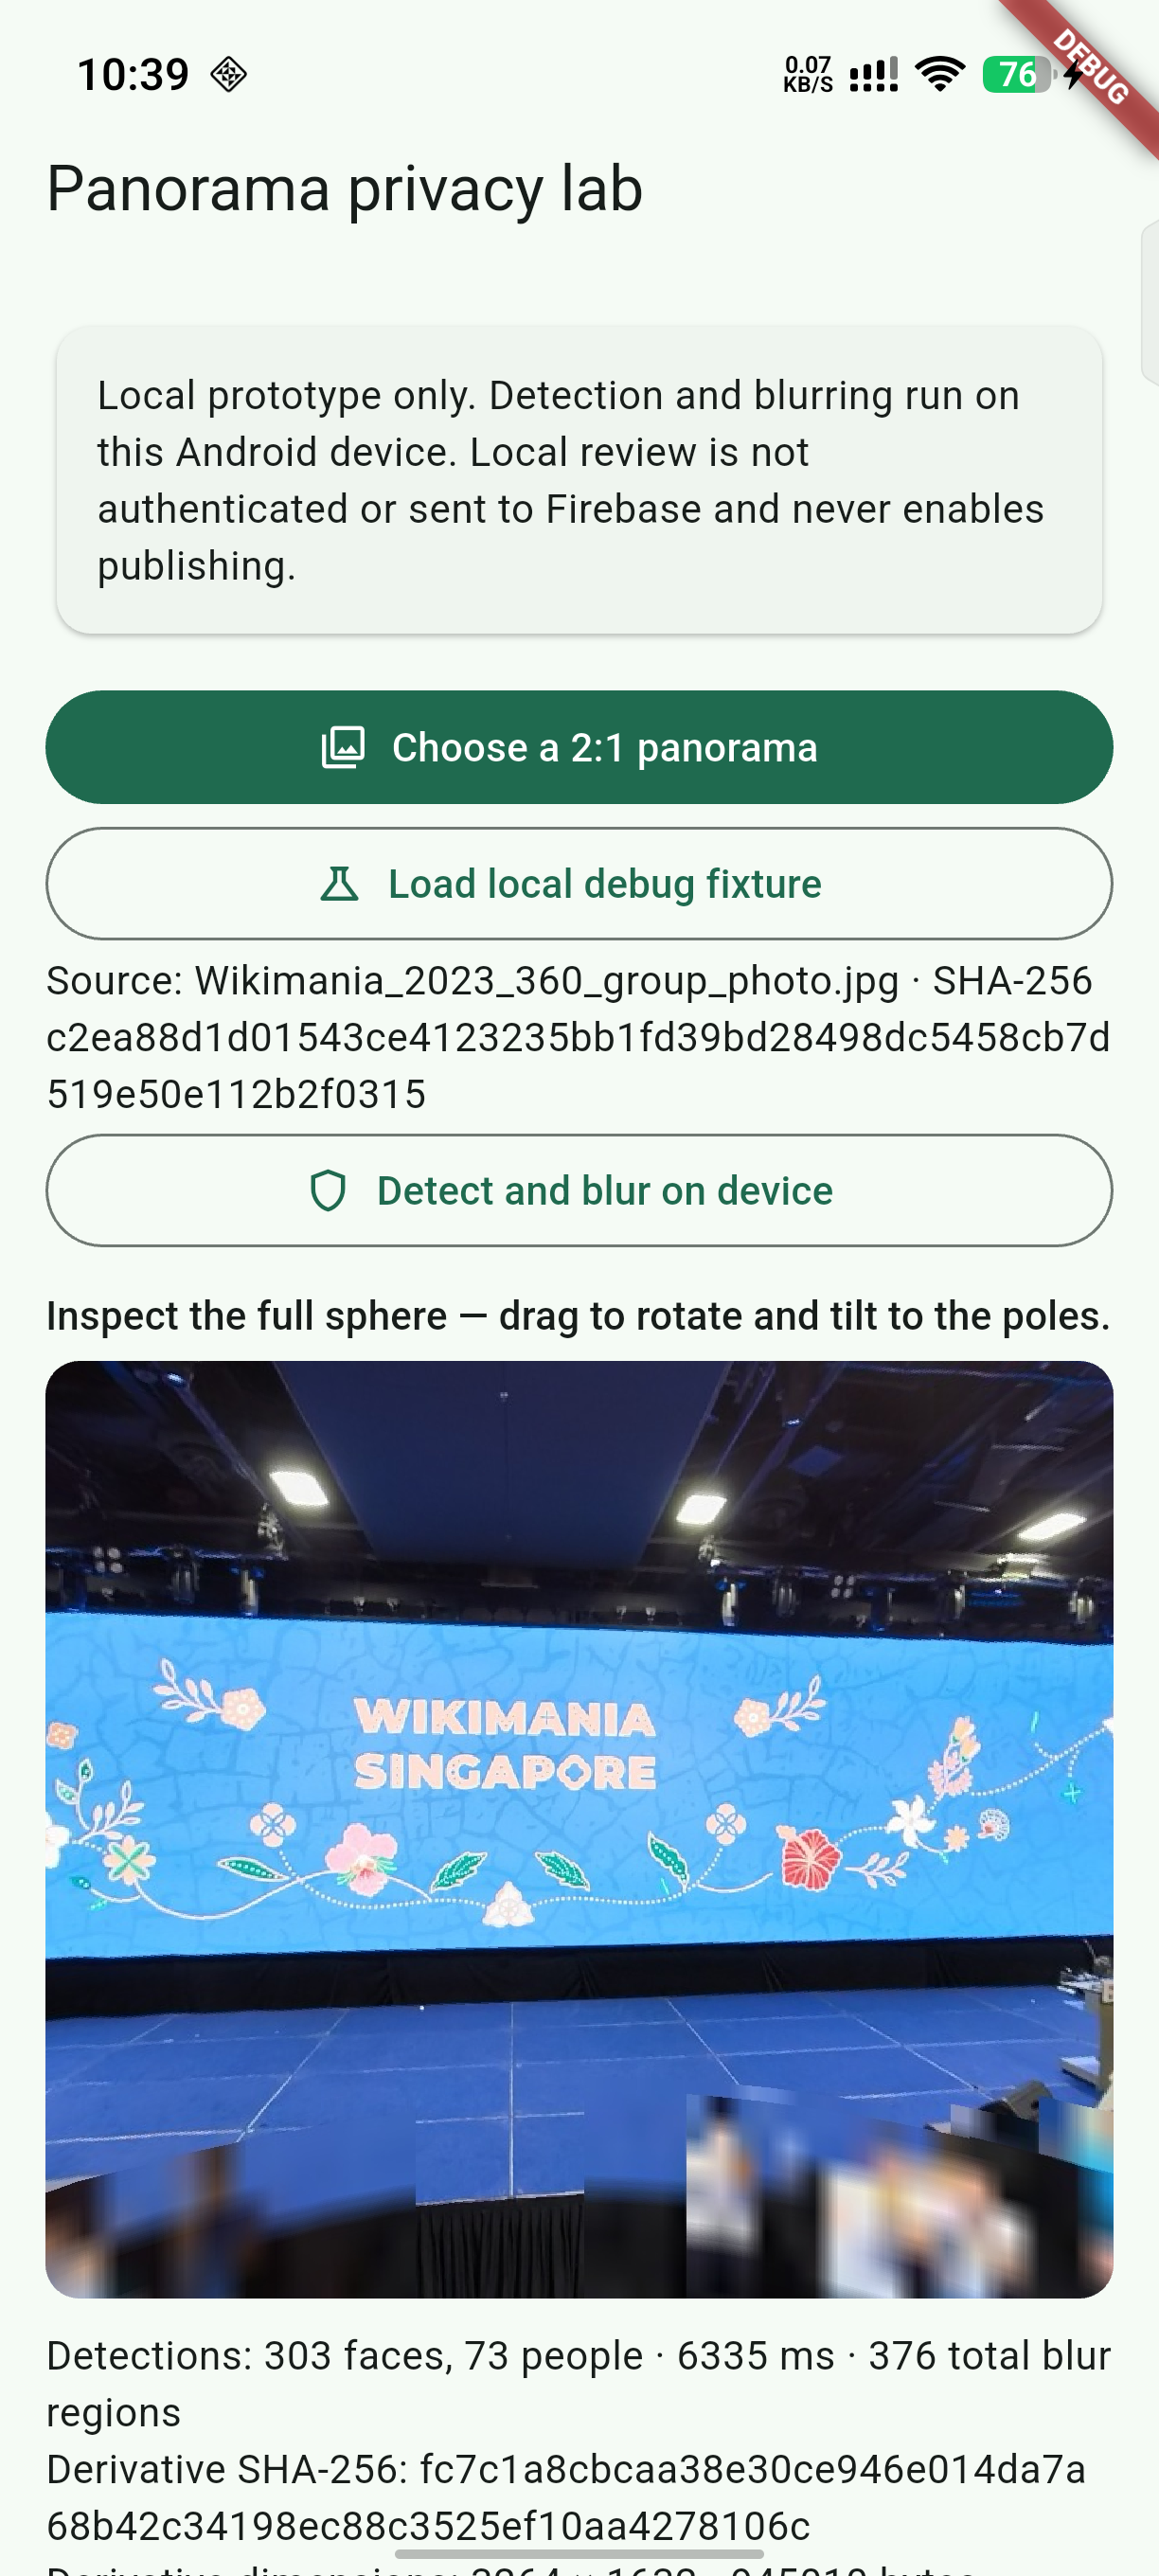 10:39
0.07
KB/S
76
DEBUG
Panorama privacy lab
Local prototype only. Detection and blurring run on
this Android device. Local review is not
authenticated or sent to Firebase and never enables
publishing.
Choose a 2:1 panorama
Load local debug fixture
Source: Wikimania_2023_360_group_photo.jpg · SHA-256
c2ea88d1d01543ce4123235bb1fd39bd28498dc5458cb7d
519e50e112b2f0315
Detect and blur on device
Inspect the full sphere — drag to rotate and tilt to the poles.
WIKIMANIA
SINGAPORE
Detections: 303 faces, 73 people · 6335 ms · 376 total blur
regions
Derivative SHA-256: fc7c1a8cbcaa38e30ce946e014da7a
68b42c34198ec88c3525ef10aa4278106c
Derivative dimensions: